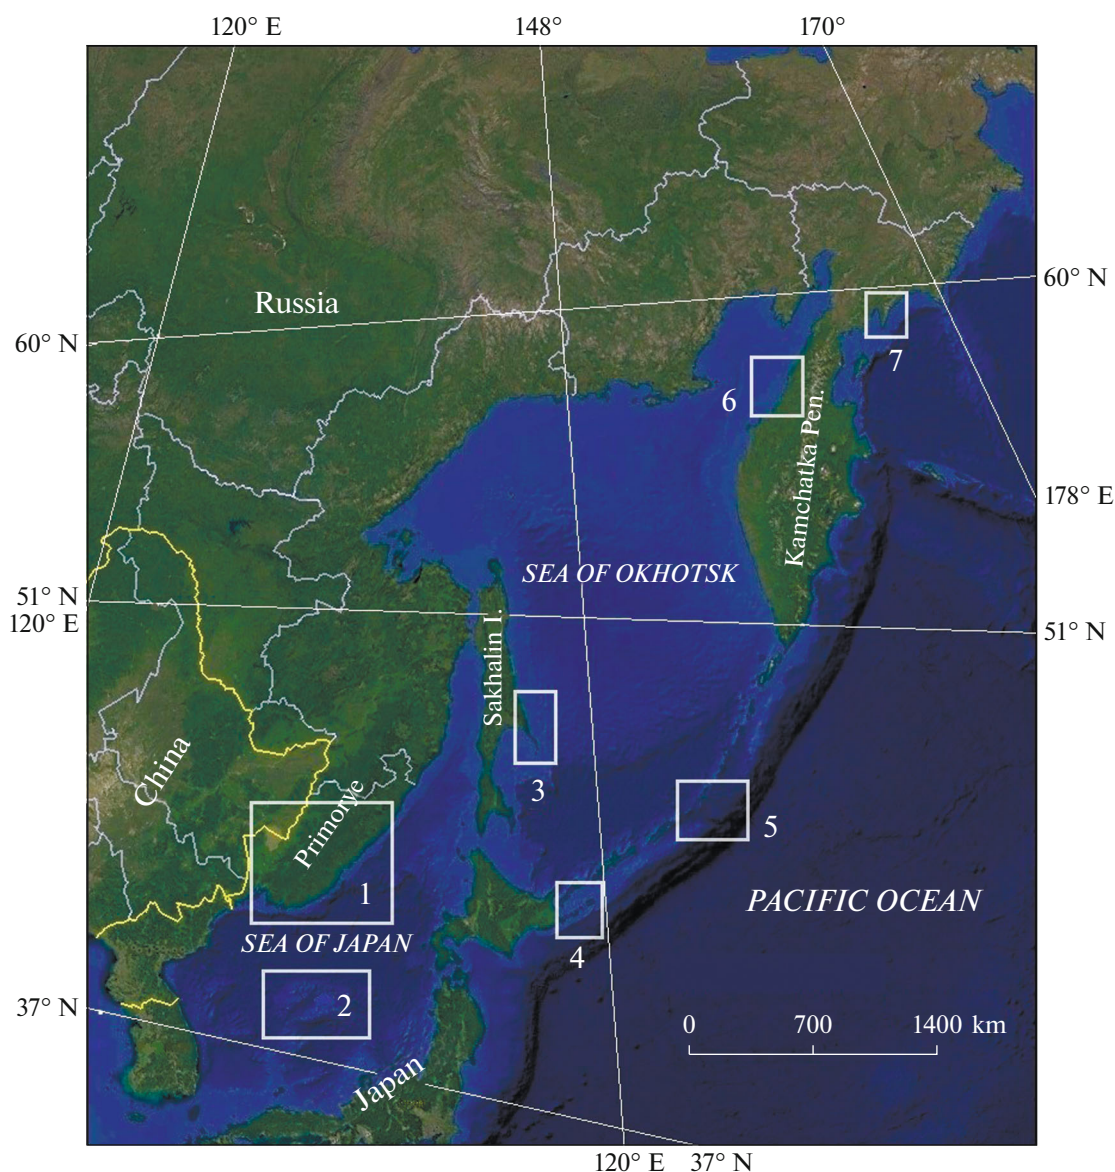 120° E
148°
170°
60° N
Russia
60° N
7
6
Kamchatka Pen.
178° E
SEA OF OKHOTSK
51° N
120° E
51° N
Sakhalin I.
China
3
Primorye
5
1
PACIFIC OCEAN
SEA OF JAPAN
4
37° N
2
0 700 1400 km
Japan
120° E 37° N